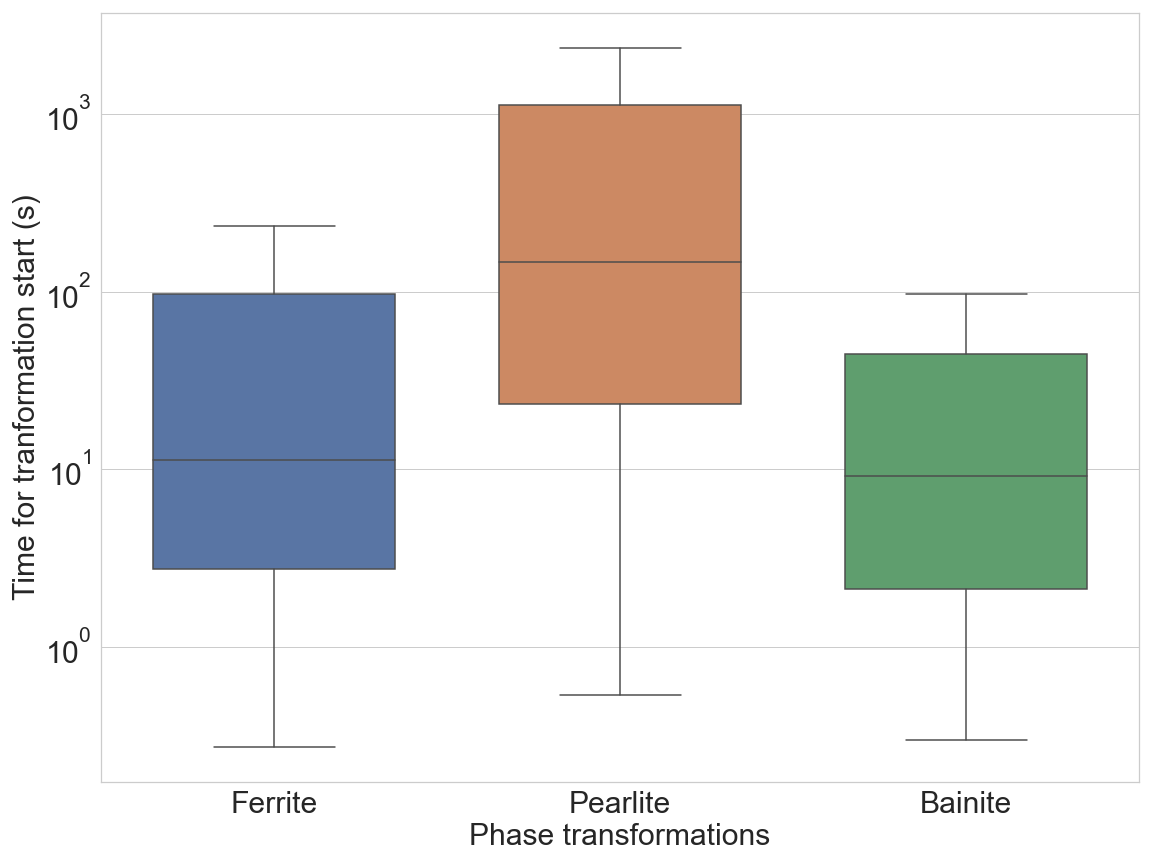 Time for tranformation start (s)
10³
10²
10¹
10⁰
Ferrite Pearlite Bainite
Phase transformations